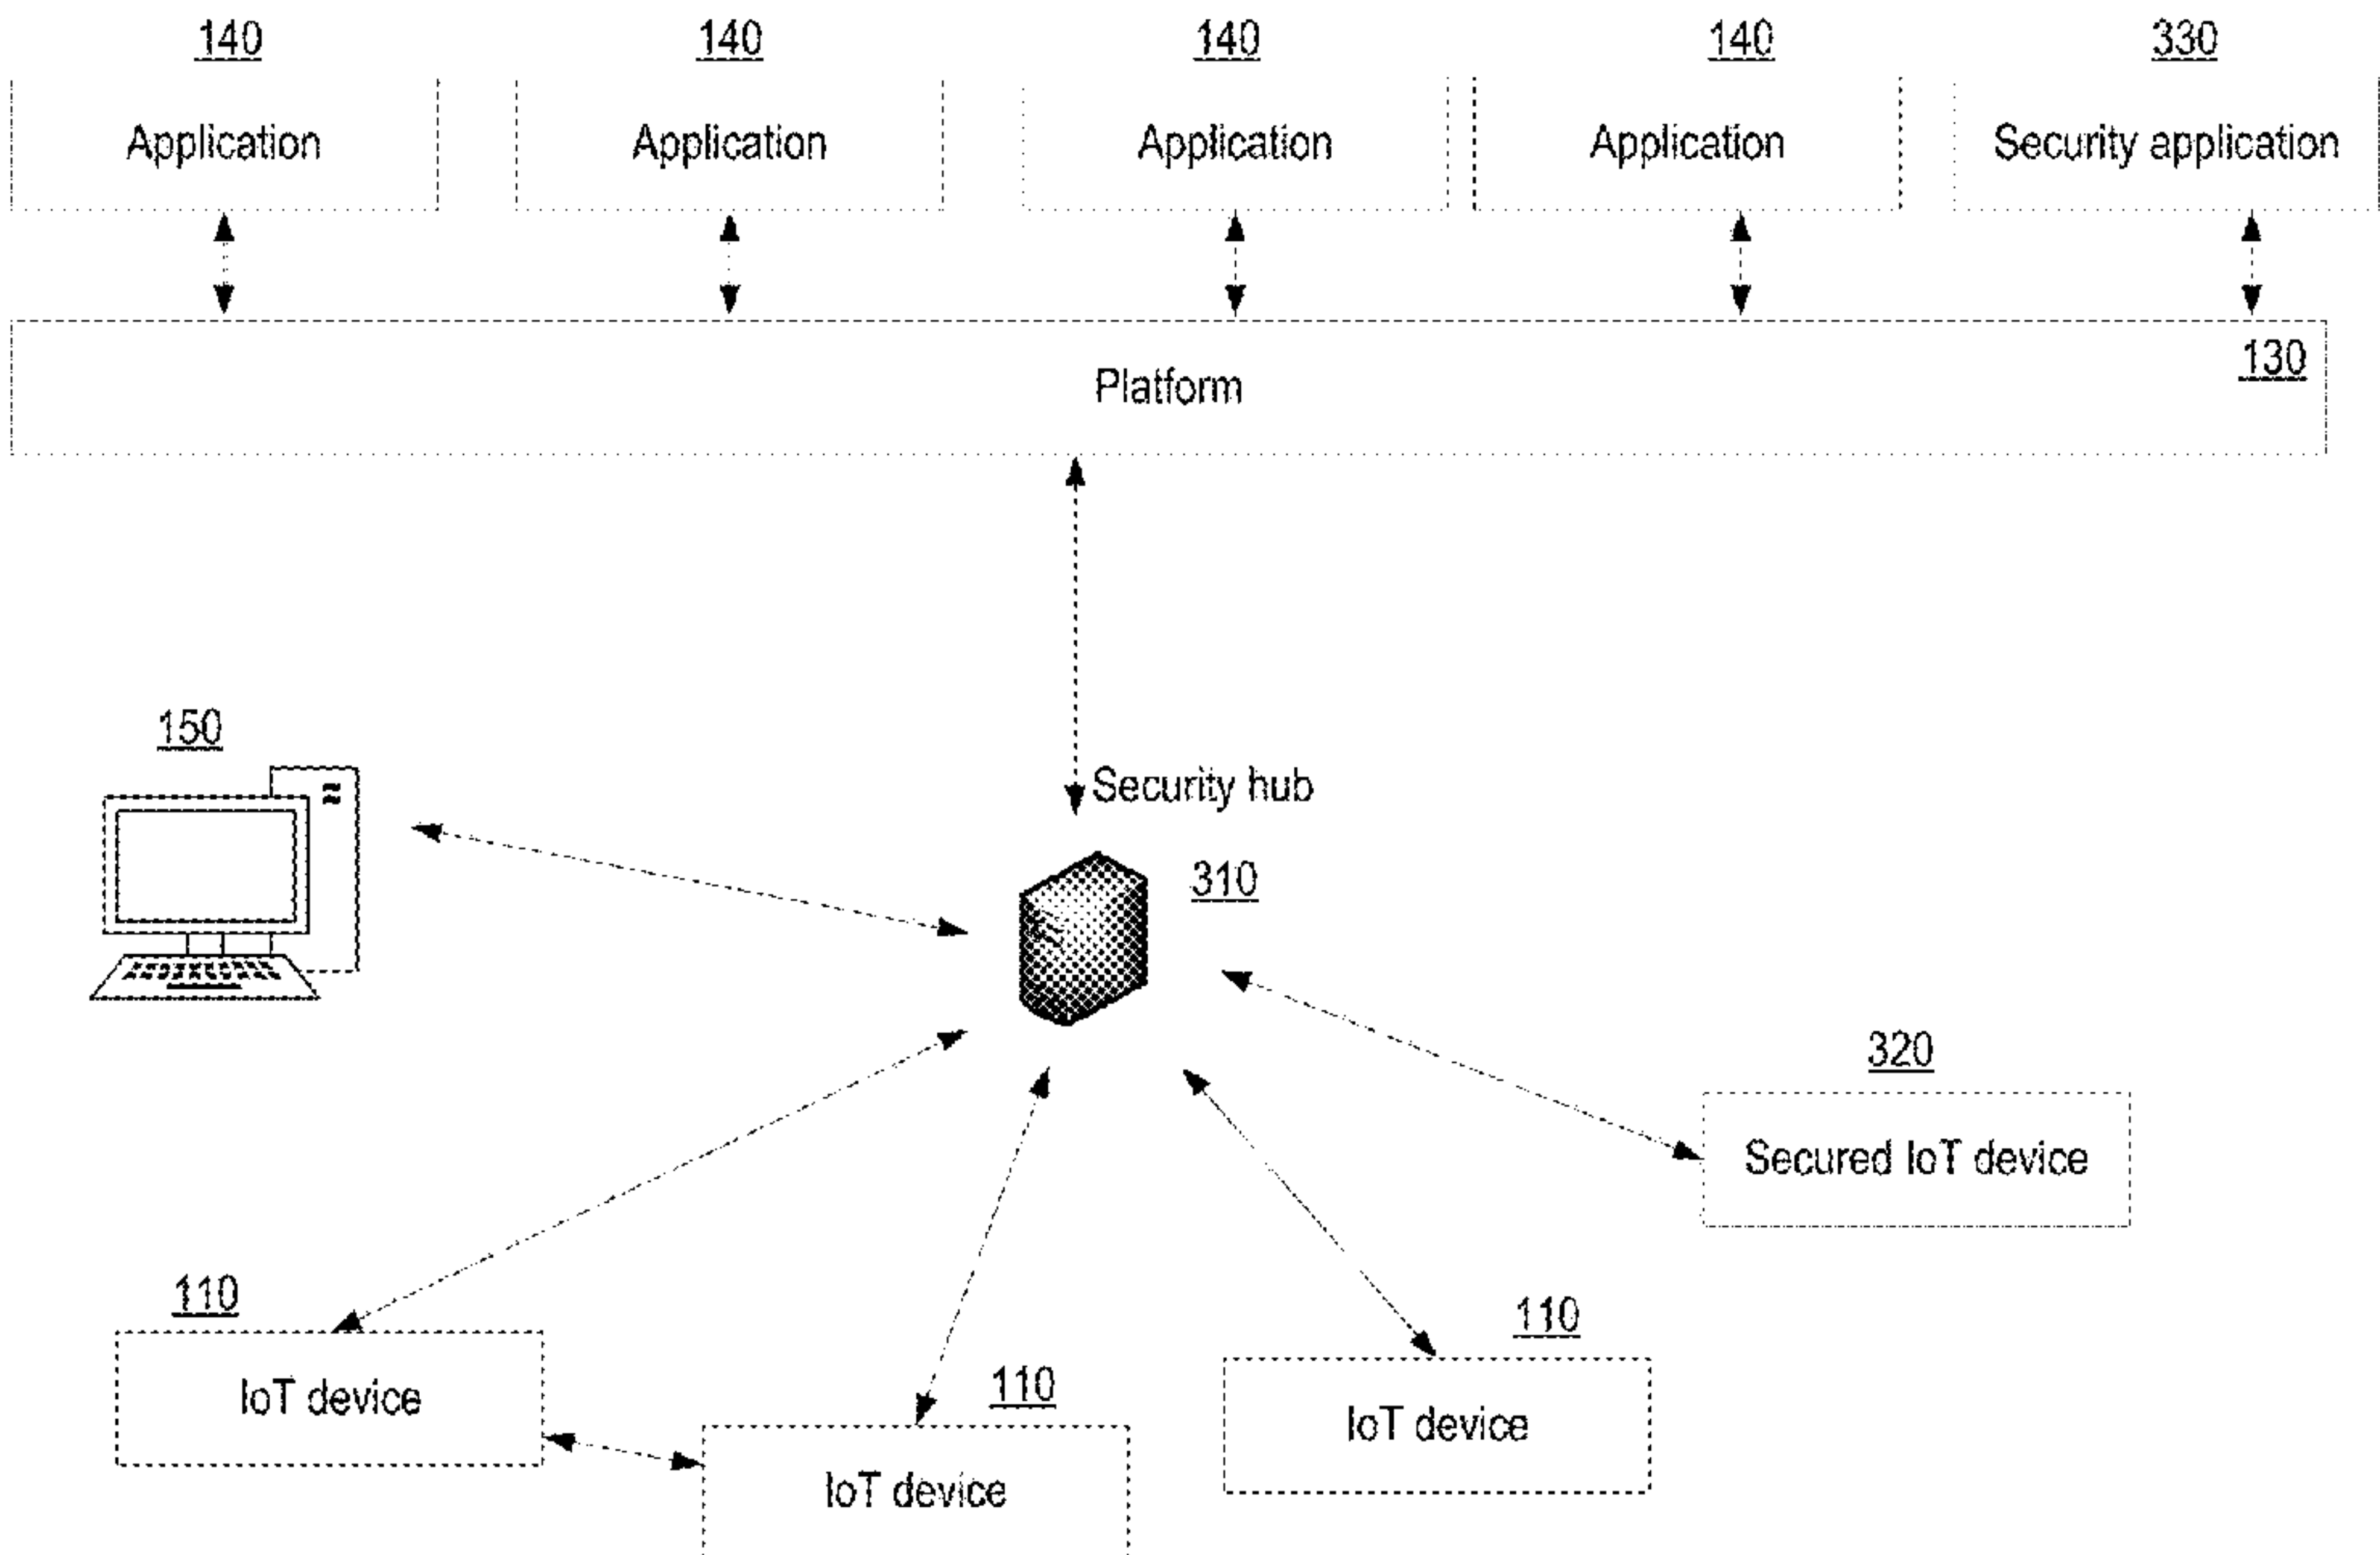 140 140 140 140 330
Application Application Application Application Security application
130
Platform
150
Security hub
310
320
Secured IoT device
110
IoT device
110
IoT device
110
IoT device